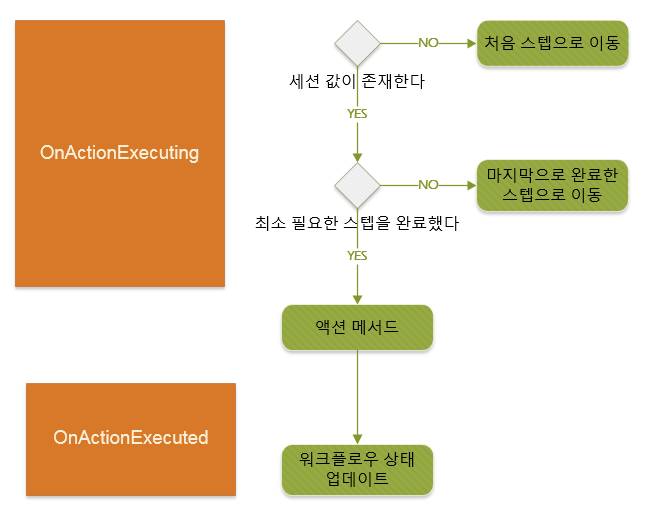 OnActionExecuting
NO
처음 스텝으로 이동
세션 값이 존재한다
YES
NO
마지막으로 완료한
스텝으로 이동
최소 필요한 스텝을 완료했다
YES
액션 메서드
OnActionExecuted
워크플로우 상태
업데이트